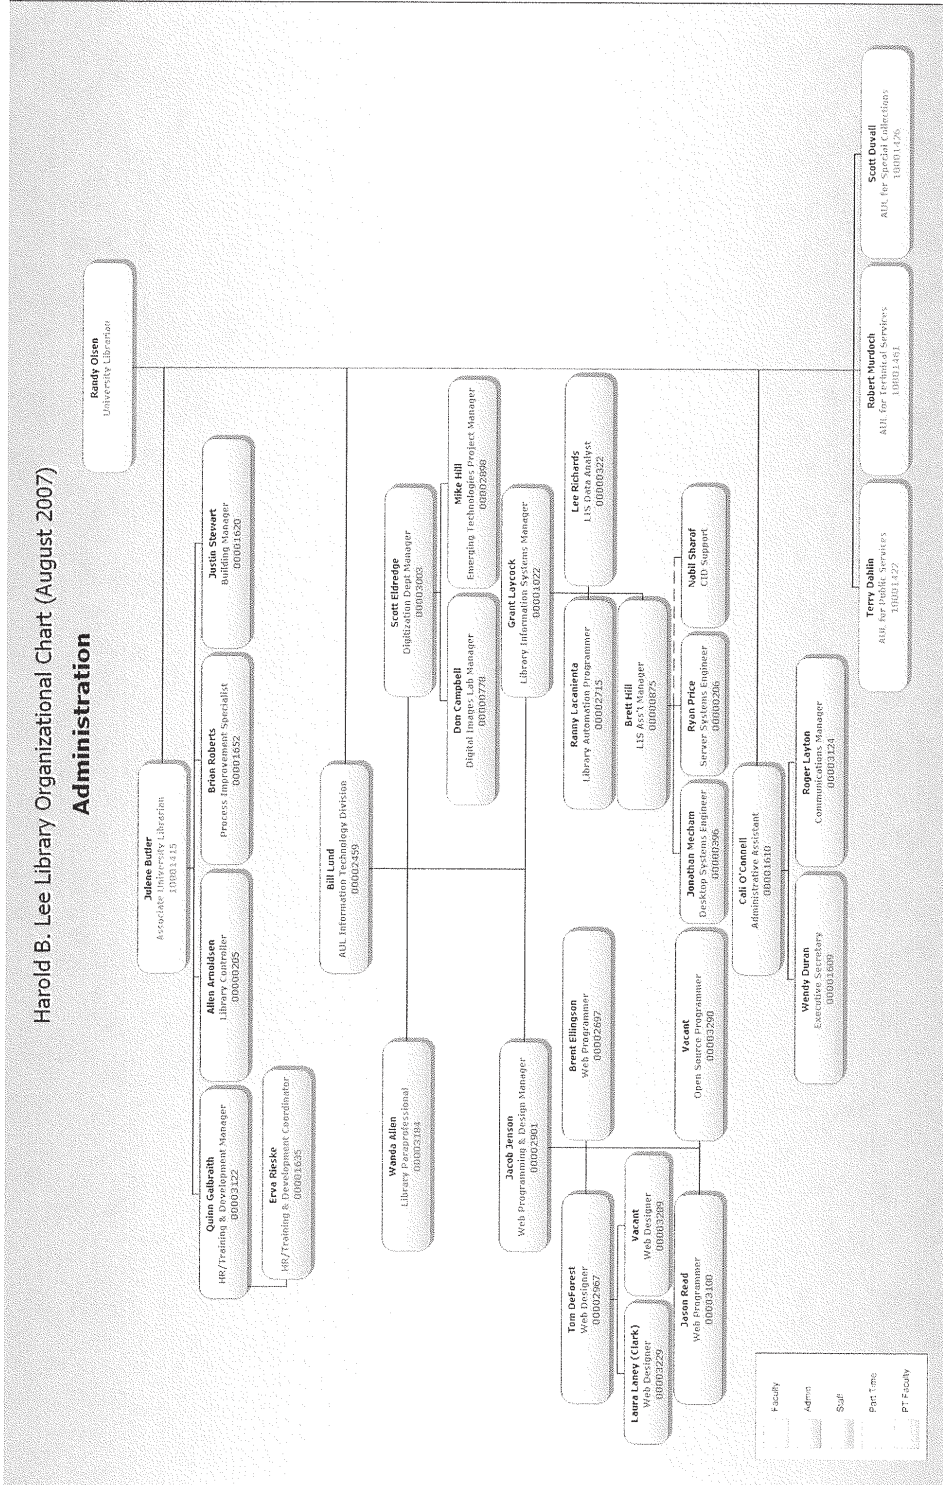 Harold B. Lee Library Organizational Chart (August 2007)
Administration
Randy Olsen
University Librarian
Julene Butler
Associate University Librarian
10001415
Quinn Galbraith
HR/Training & Development Manager
00003122
Allen Arnoldsen
Library Controller
00000205
Brian Roberts
Process Improvement Specialist
00001652
Justin Stewart
Building Manager
00001620
Erva Rieske
HR/Training & Development Coordinator
00001635
Bill Lund
AUL Information Technology Division
00002459
Wanda Allen
Library Paraprofessional
00003184
Scott Eldredge
Digitization Dept Manager
00003003
Don Campbell
Digital Images Lab Manager
00000778
Mike Hill
Emerging Technologies Project Manager
00002898
Jacob Jenson
Web Programming & Design Manager
00002901
Grant Laycock
Library Information Systems Manager
00001022
Tom DeForest
Web Designer
00002967
Brent Ellingson
Web Programmer
00002697
Ranny Lacanienta
Library Automation Programmer
00002715
Lee Richards
LIS Data Analyst
00000322
Laura Laney (Clark)
Web Designer
00003229
Vacant
Web Designer
00003209
Brett Hill
LIS Ass't Manager
00000875
Jason Read
Web Programmer
00003100
Vacant
Open Source Programmer
00003290
Jonathan Mecham
Desktop Systems Engineer
00000396
Ryan Price
Server Systems Engineer
00000206
Nabil Sharaf
CID Support
Cali O'Connell
Administrative Assistant
00001610
Wendy Duran
Executive Secretary
00001609
Roger Layton
Communications Manager
00003124
Terry Dahlin
AUL for Public Services
10001427
Robert Murdoch
AUL for Technical Services
10001461
Scott Duvall
AUL for Special Collections
10001426
Faculty
Admin
Staff
Part Time
PT Faculty